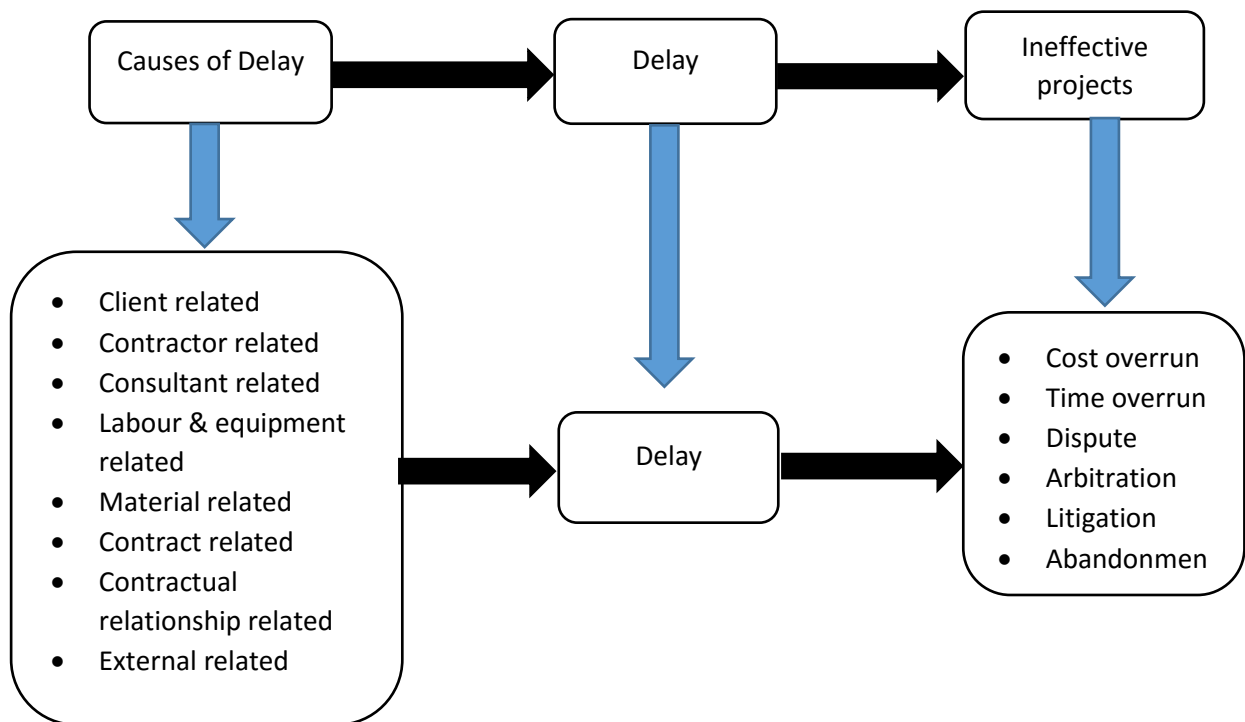 Causes of Delay
Delay
Ineffective
projects
• Client related
• Contractor related
• Consultant related
• Labour & equipment
related
• Material related
• Contract related
• Contractual
relationship related
• External related
Delay
• Cost overrun
• Time overrun
• Dispute
• Arbitration
• Litigation
• Abandonmen